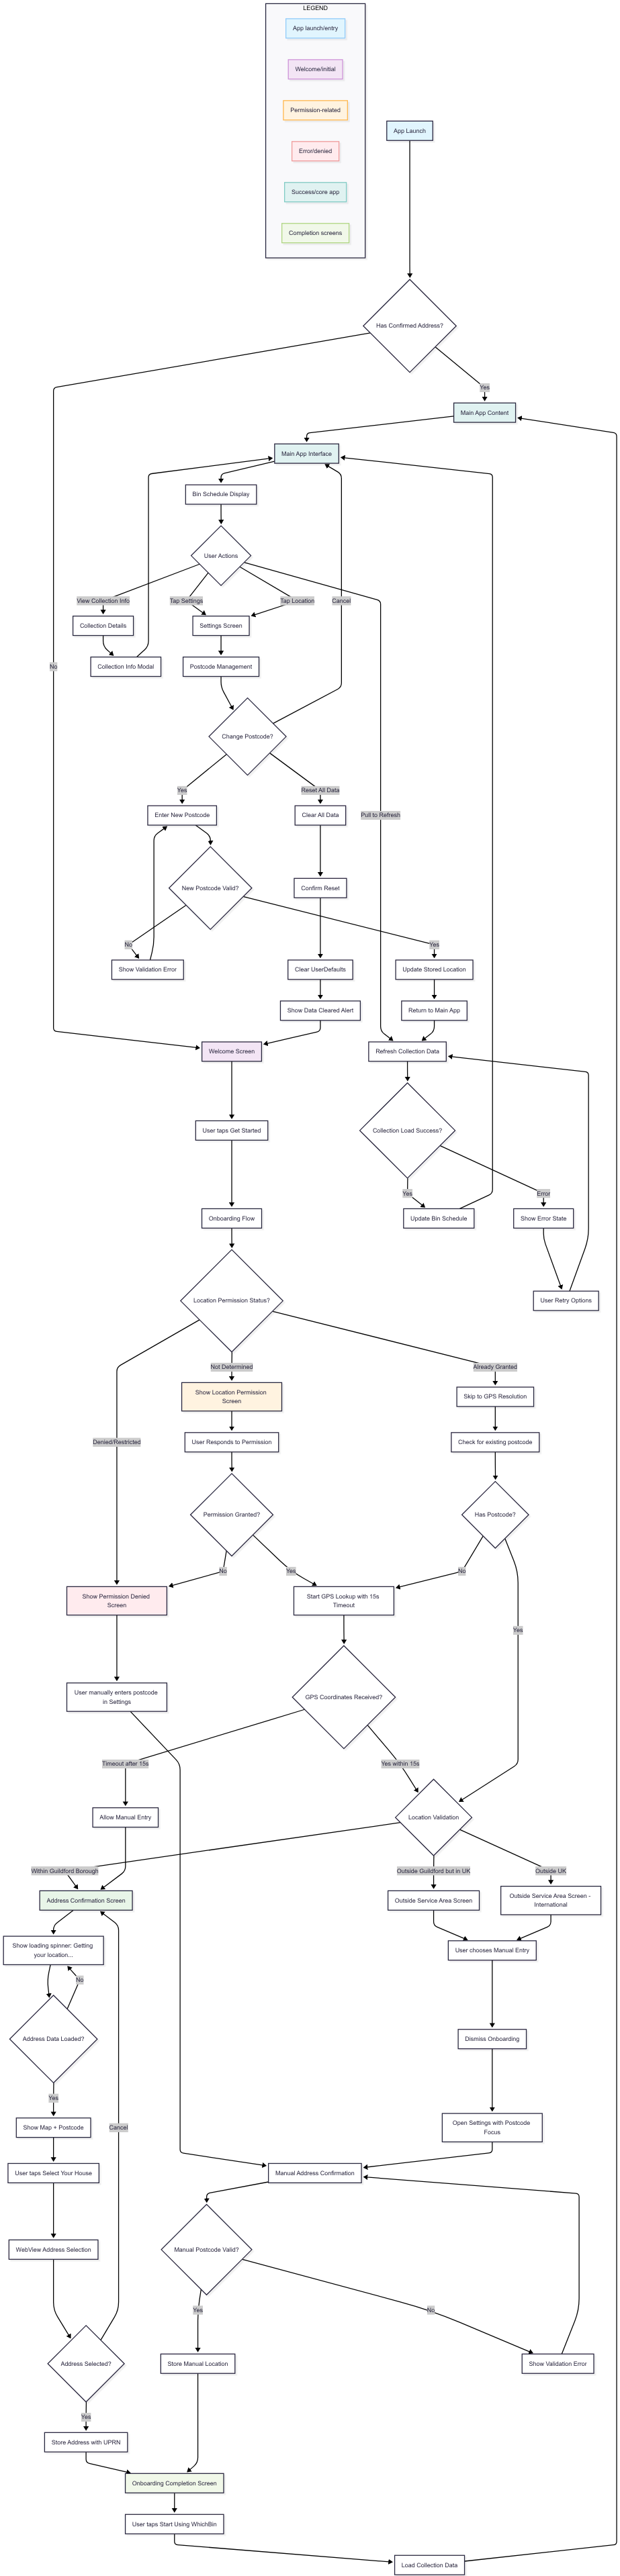 LEGEND
App launch/entry
Welcome/initial
Permission-related
Error/denied
Success/core app
Completion screens
App Launch
Has Confirmed Address?
Yes
Main App Content
Main App Interface
Bin Schedule Display
User Actions
View Collection Info
Tap Settings
Tap Location
Cancel
Collection Details
Settings Screen
Collection Info Modal
Postcode Management
No
Change Postcode?
Yes
Reset All Data
Enter New Postcode
Clear All Data
Pull to Refresh
New Postcode Valid?
Confirm Reset
No
Yes
Show Validation Error
Clear UserDefaults
Update Stored Location
Show Data Cleared Alert
Return to Main App
Welcome Screen
Refresh Collection Data
User taps Get Started
Collection Load Success?
Yes
Error
Onboarding Flow
Update Bin Schedule
Show Error State
Location Permission Status?
User Retry Options
Not Determined
Already Granted
Show Location Permission
Screen
Skip to GPS Resolution
Denied/Restricted
User Responds to Permission
Check for existing postcode
Permission Granted?
Has Postcode?
No
Yes
No
Show Permission Denied
Screen
Start GPS Lookup with 15s
Timeout
Yes
User manually enters postcode
in Settings
GPS Coordinates Received?
Timeout after 15s
Yes within 15s
Allow Manual Entry
Location Validation
Within Guildford Borough
Outside Guildford but in UK
Outside UK
Address Confirmation Screen
Outside Service Area Screen
Outside Service Area Screen -
International
Show loading spinner: Getting
your location...
User chooses Manual Entry
No
Address Data Loaded?
Dismiss Onboarding
Yes
Show Map + Postcode
Cancel
Open Settings with Postcode
Focus
User taps Select Your House
Manual Address Confirmation
WebView Address Selection
Manual Postcode Valid?
Yes
No
Address Selected?
Store Manual Location
Show Validation Error
Yes
Store Address with UPRN
Onboarding Completion Screen
User taps Start Using WhichBin
Load Collection Data